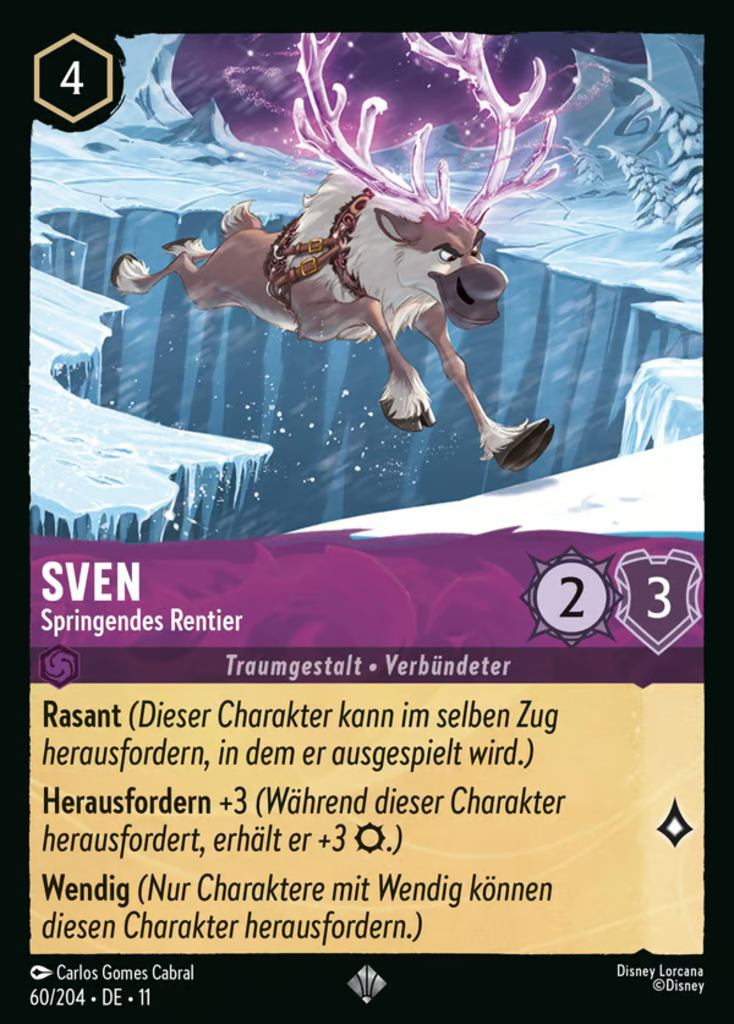 4
SVEN
Springendes Rentier
2 3
Traumgestalt • Verbündeter
Rasant (Dieser Charakter kann im selben Zug
herausfordern, in dem er ausgespielt wird.)
Herausfordern +3 (Während dieser Charakter
herausfordert, erhält er +3 .)
Wendig (Nur Charaktere mit Wendig können
diesen Charakter herausfordern.)
Carlos Gomes Cabral
60/204 • DE • 11
Disney Lorcana
©Disney